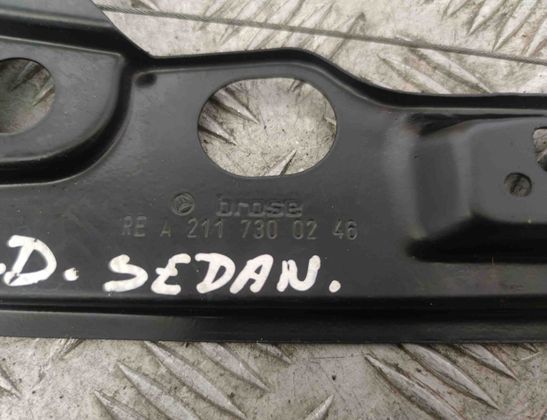 brose
RE A 211 730 02 46
.D. SEDAN.